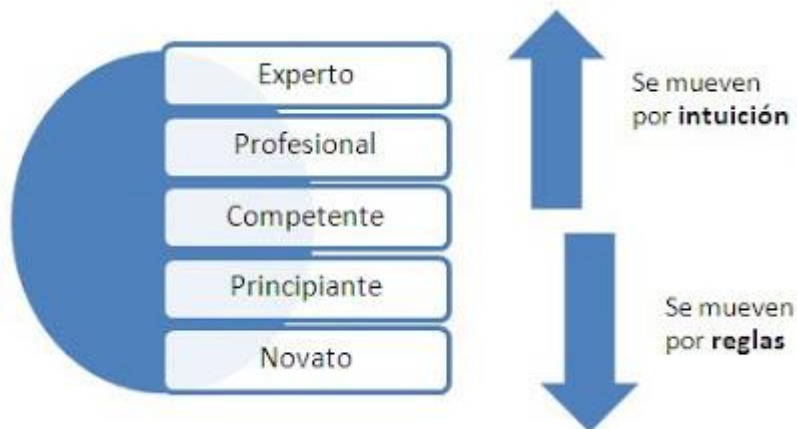 Experto
Profesional
Competente
Principiante
Novato
Se mueven
por intuición
Se mueven
por reglas